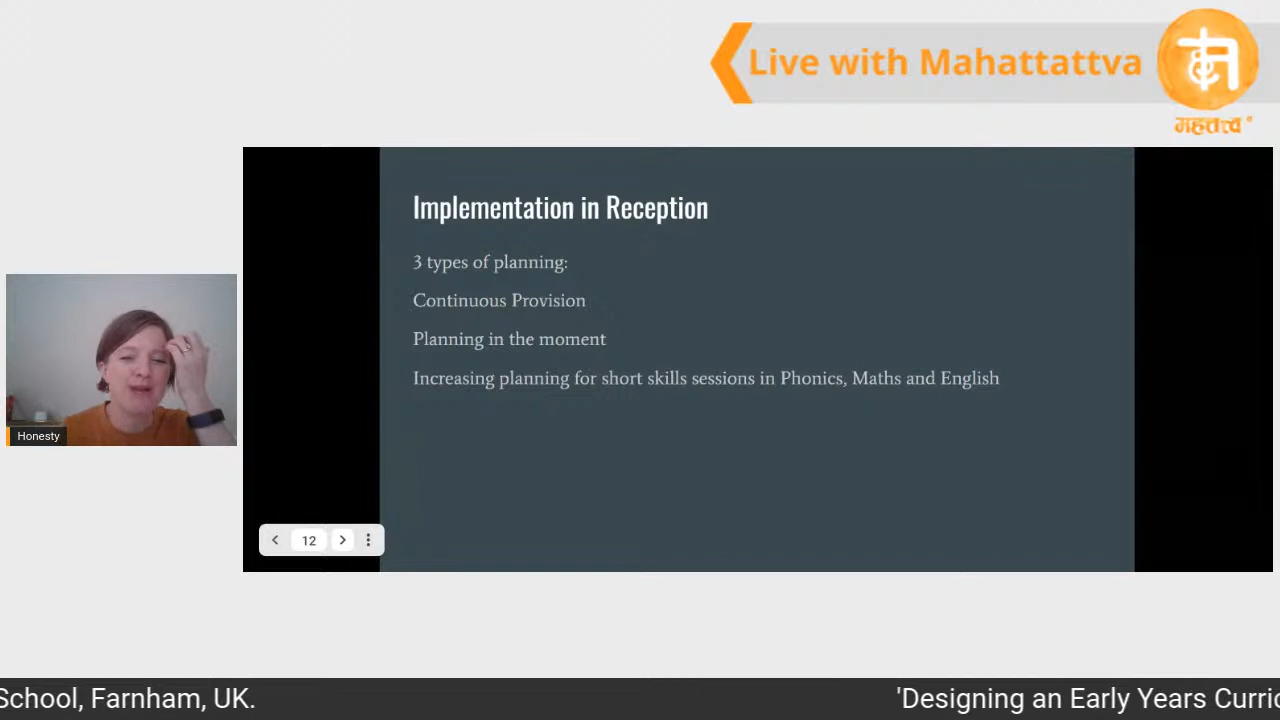 Live with Mahattattva
महत्तत्व
Implementation in Reception
3 types of planning:
Continuous Provision
Planning in the moment
Increasing planning for short skills sessions in Phonics, Maths and English
Honesty
12
School, Farnham, UK.
'Designing an Early Years Curric